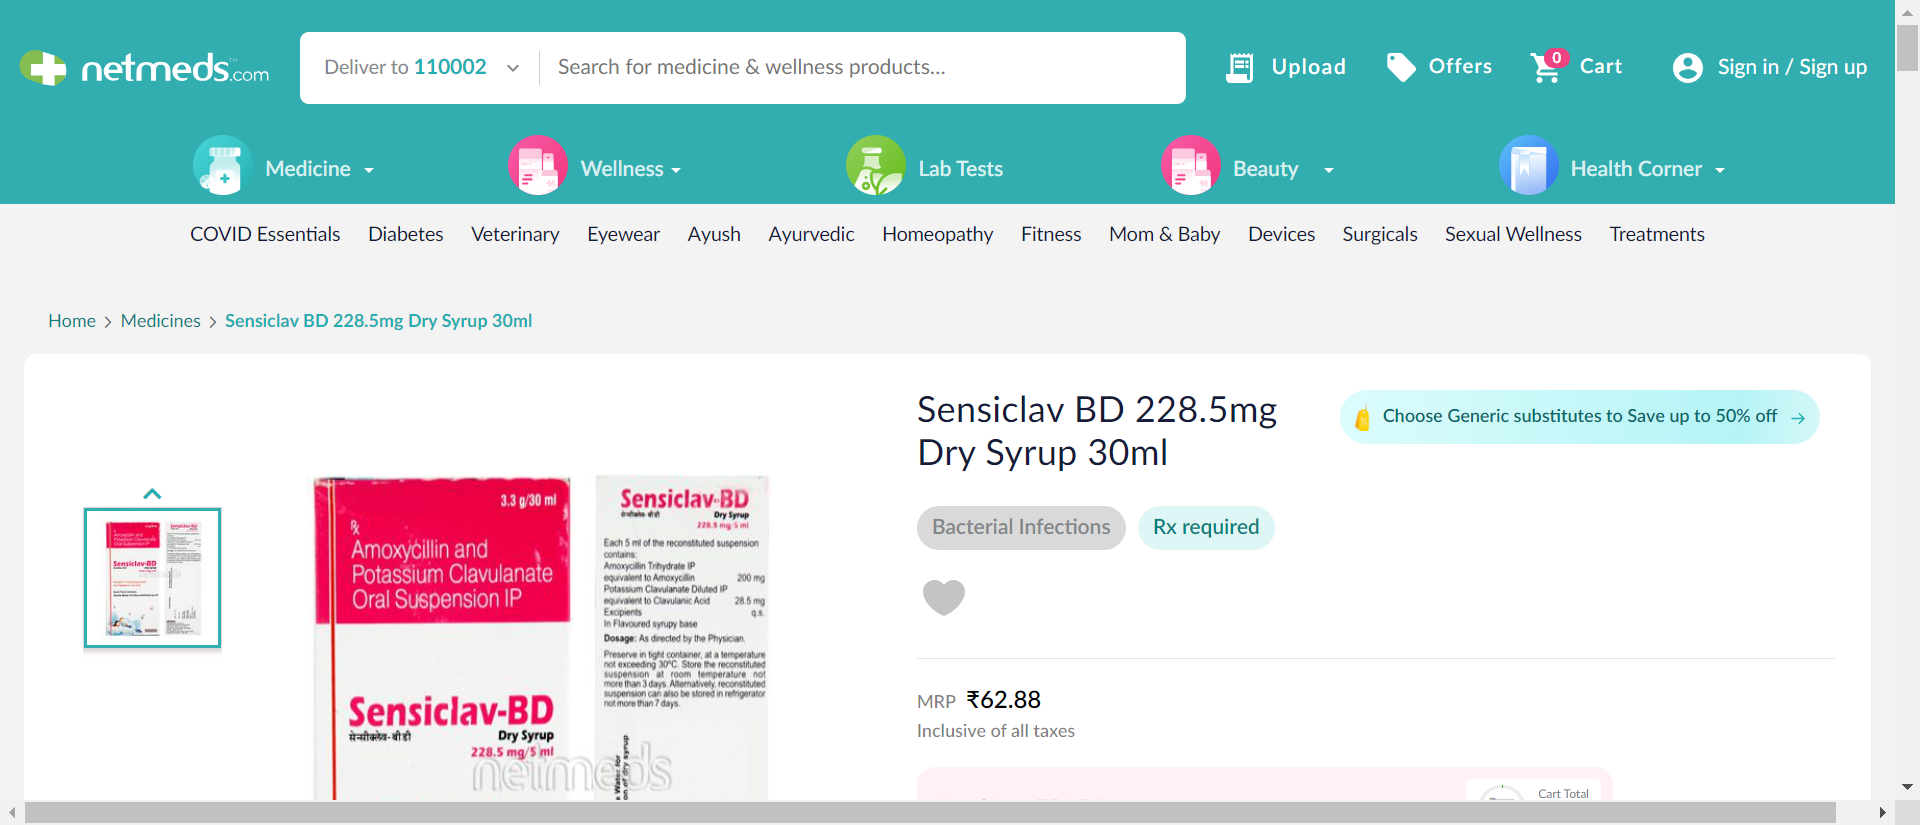 netmeds.com
Deliver to 110002
Search for medicine & wellness products...
Upload
Offers
0
Cart
Sign in / Sign up
Medicine
Wellness
Lab Tests
Beauty
Health Corner
COVID Essentials Diabetes Veterinary Eyewear Ayush Ayurvedic Homeopathy Fitness Mom & Baby Devices Surgicals Sexual Wellness Treatments
Home > Medicines > Sensiclav BD 228.5mg Dry Syrup 30ml
Sensiclav BD 228.5mg
Dry Syrup 30ml
Choose Generic substitutes to Save up to 50% off →
Bacterial Infections
Rx required
MRP ₹62.88
Inclusive of all taxes
Cart Total
3.3 g/30 ml
Rx
Amoxycillin and
Potassium Clavulanate
Oral Suspension IP
Sensiclav-BD
सेन्सीक्लेव-बीडी
Dry Syrup
228.5 mg/5 ml
netmeds
Sensiclav-BD
सेन्सीक्लेव-बीडी
Dry Syrup
228.5 mg/5 ml
Each 5 ml of the reconstituted suspension
contains:
Amoxycillin Trihydrate IP
equivalent to Amoxycillin 200 mg
Potassium Clavulanate Diluted IP
equivalent to Clavulanic Acid 28.5 mg
Excipients q.s.
In Flavoured syrupy base
Dosage: As directed by the Physician.
Preserve in tight container, at a temperature
not exceeding 30°C. Store the reconstituted
suspension at room temperature not
more than 3 days. Alternatively, reconstituted
suspension can also be stored in refrigerator
not more than 7 days.
Water for
on of dry syrup